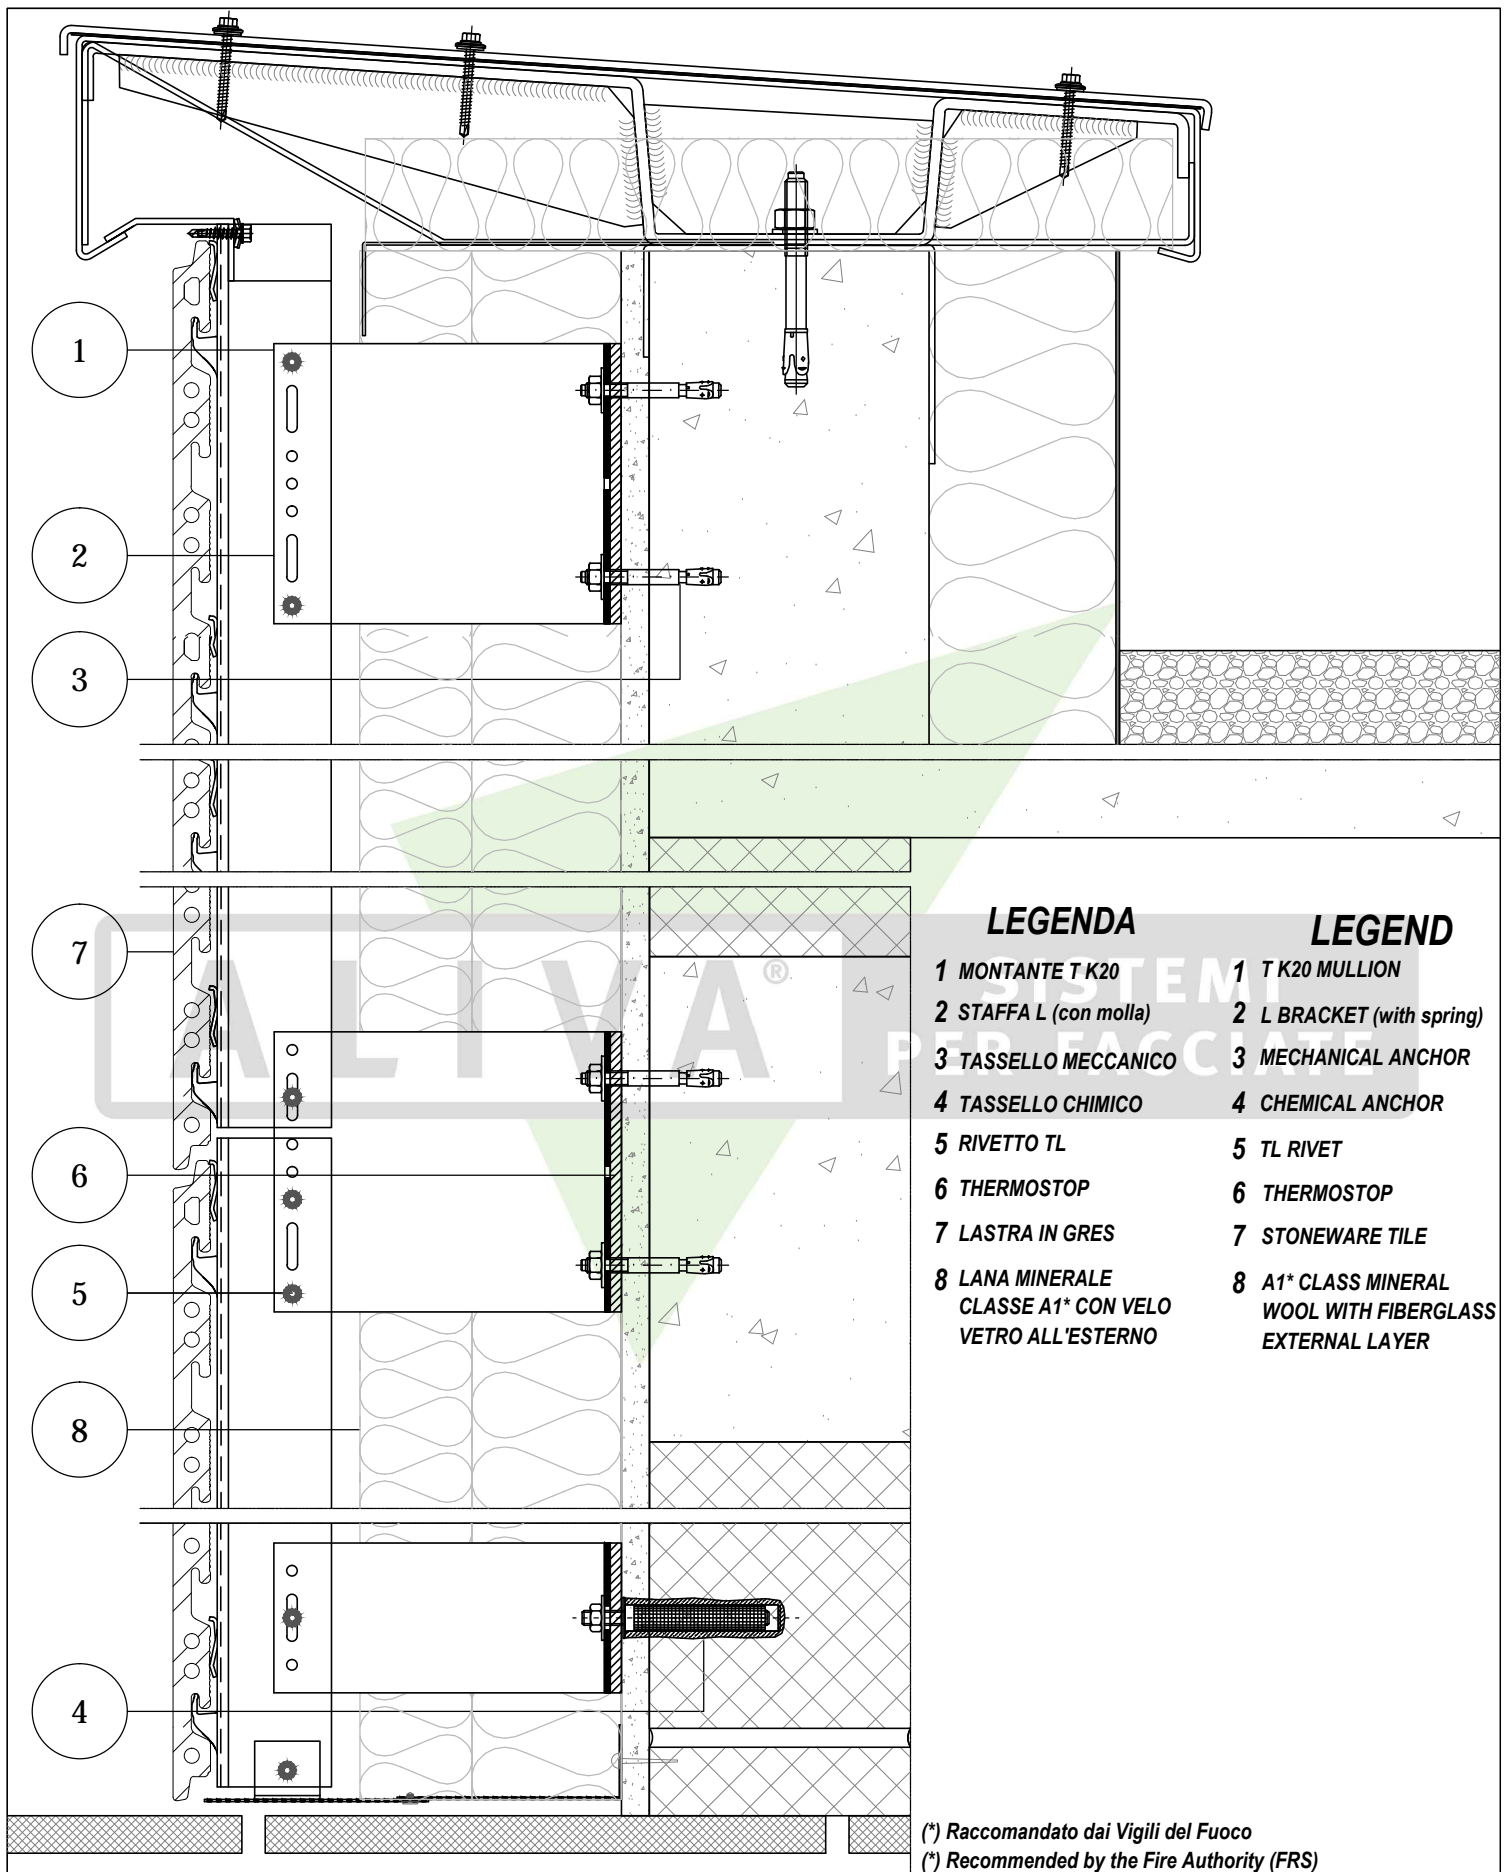 1
2
3
7
6
5
8
4
ALIVA®
SISTEMI
PER FACCIATE
LEGENDA
1 MONTANTE T K20
2 STAFFA L (con molla)
3 TASSELLO MECCANICO
4 TASSELLO CHIMICO
5 RIVETTO TL
6 THERMOSTOP
7 LASTRA IN GRES
8 LANA MINERALE
CLASSE A1* CON VELO
VETRO ALL'ESTERNO
LEGEND
1 T K20 MULLION
2 L BRACKET (with spring)
3 MECHANICAL ANCHOR
4 CHEMICAL ANCHOR
5 TL RIVET
6 THERMOSTOP
7 STONEWARE TILE
8 A1* CLASS MINERAL
WOOL WITH FIBERGLASS
EXTERNAL LAYER
(*) Raccomandato dai Vigili del Fuoco
(*) Recommended by the Fire Authority (FRS)